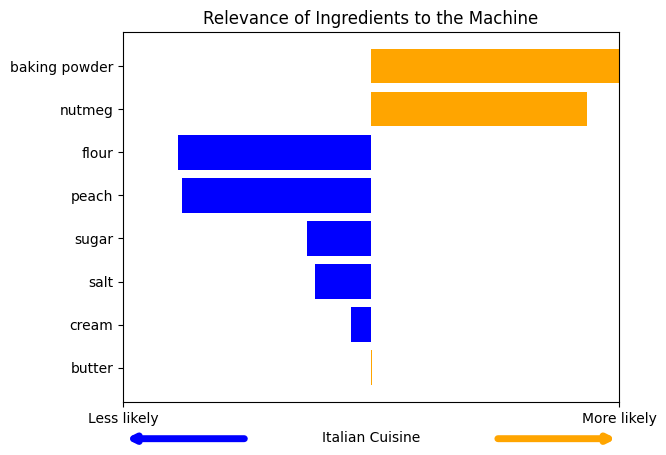 Relevance of Ingredients to the Machine
baking powder
nutmeg
flour
peach
sugar
salt
cream
butter
Less likely
More likely
Italian Cuisine